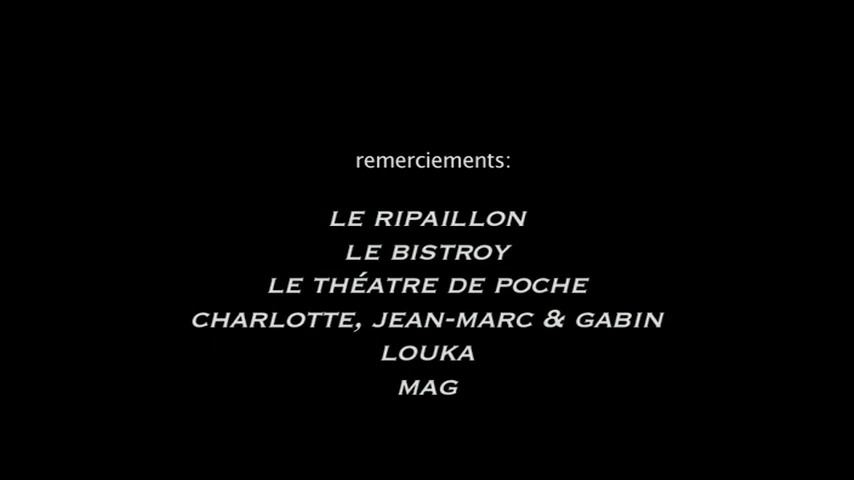 remerciements:
LE RIPAILLON
LE BISTROY
LE THÉATRE DE POCHE
CHARLOTTE, JEAN-MARC & GABIN
LOUKA
MAG